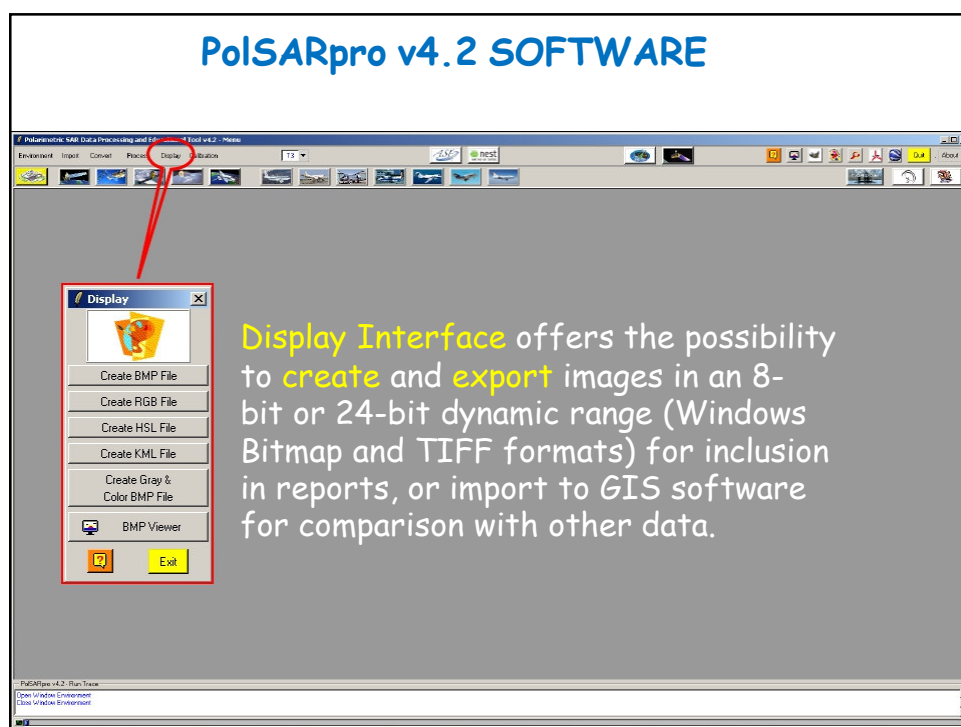 PolSARpro v4.2 SOFTWARE
Polarimetric SAR Data Processing and Educational Tool v4.2 - Menu
Environment Import Convert Process Display Calibration T3 ASF nest Quit About
Display
Create BMP File
Create RGB File
Create HSL File
Create KML File
Create Gray &
Color BMP File
BMP Viewer
Exit
Display Interface offers the possibility
to create and export images in an 8-
bit or 24-bit dynamic range (Windows
Bitmap and TIFF formats) for inclusion
in reports, or import to GIS software
for comparison with other data.
PolSARpro v4.2 - Run Trace
Open Window Environment
Close Window Environment